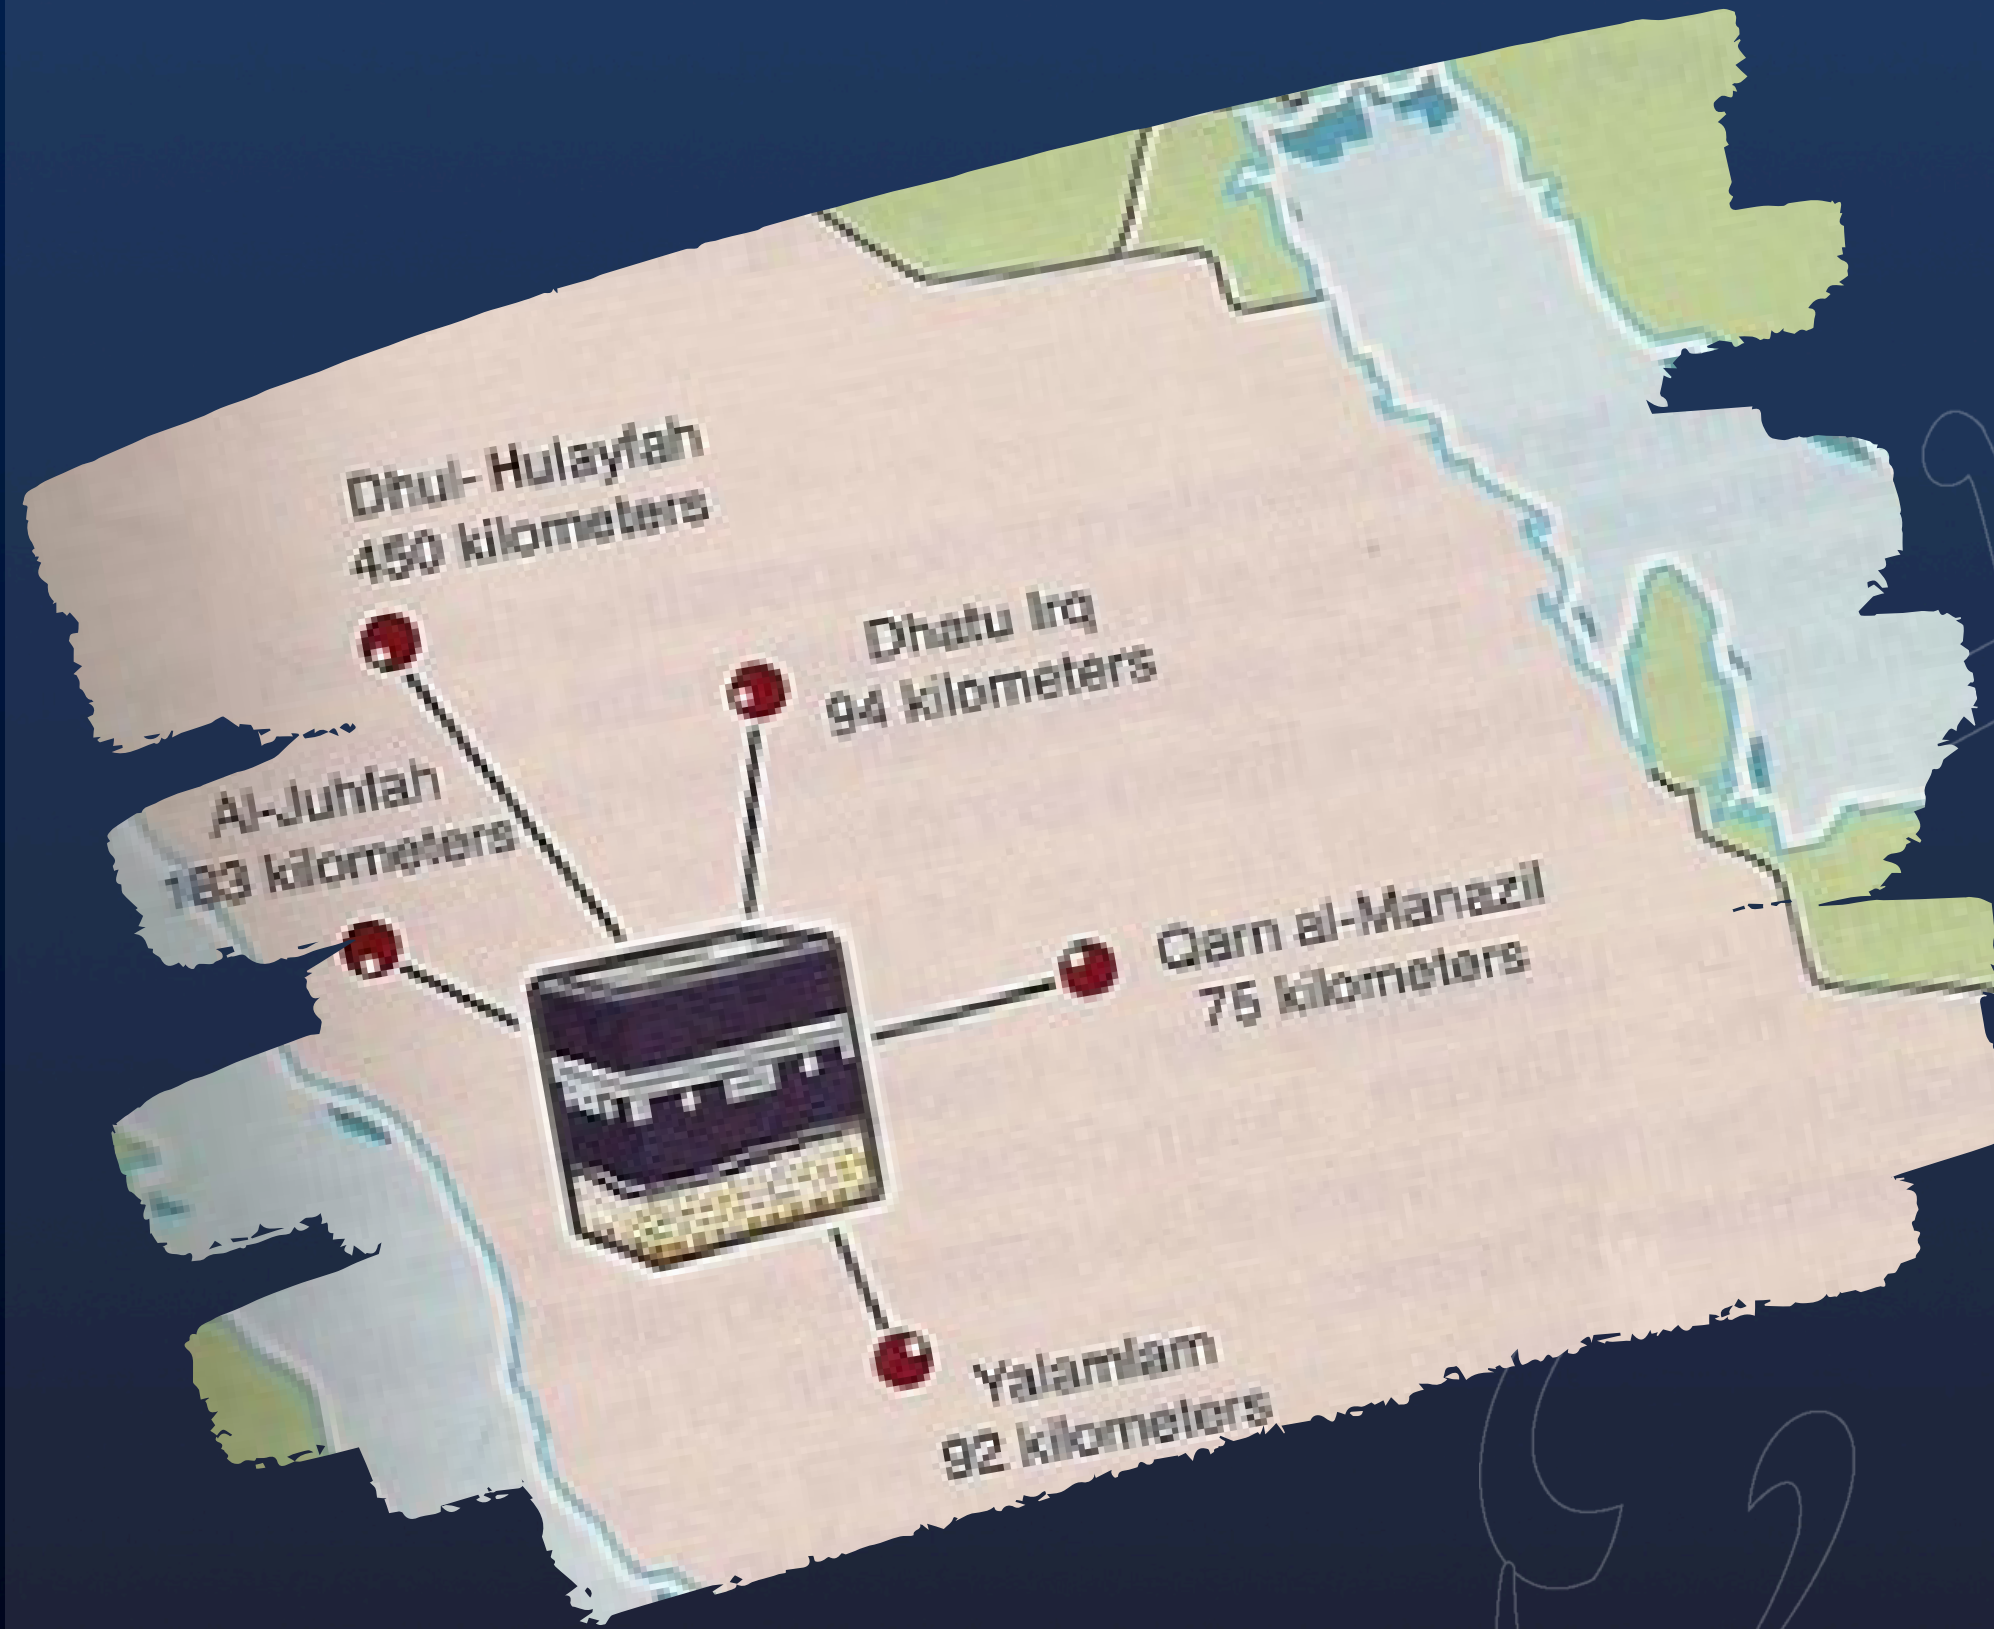 Dhul-Hulayfah
450 kilometers
Dhatu Irq
94 kilometers
Al-Juhfah
183 kilometers
Qarn al-Manazil
75 kilometers
Yalamlam
92 kilometers